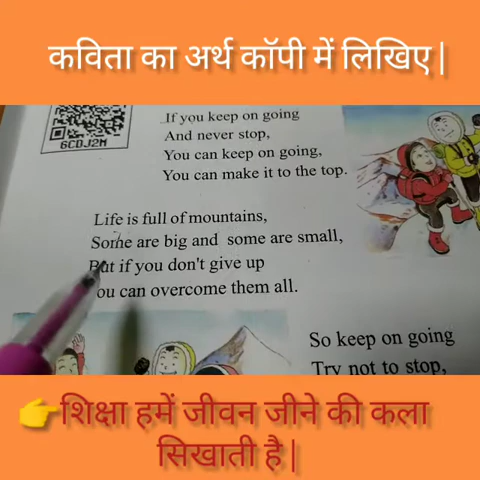 कविता का अर्थ कॉपी में लिखिए|
6CDJ2M
If you keep on going
And never stop,
You can keep on going,
You can make it to the top.
Life is full of mountains,
Some are big and some are small,
But if you don't give up
ou can overcome them all.
So keep on going
Try not to stop,
👉शिक्षा हमें जीवन जीने की कला
सिखाती है|